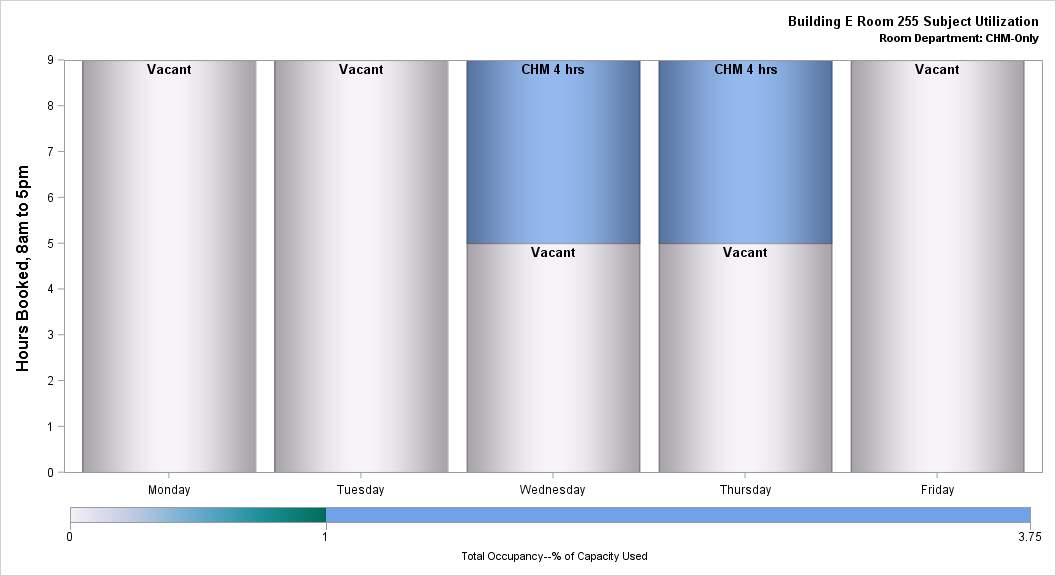 Building E Room 255 Subject Utilization
Room Department: CHM-Only
Hours Booked, 8am to 5pm
9
8
7
6
5
4
3
2
1
0
Vacant
Vacant
CHM 4 hrs
CHM 4 hrs
Vacant
Vacant
Vacant
Monday
Tuesday
Wednesday
Thursday
Friday
0
1
3.75
Total Occupancy--% of Capacity Used